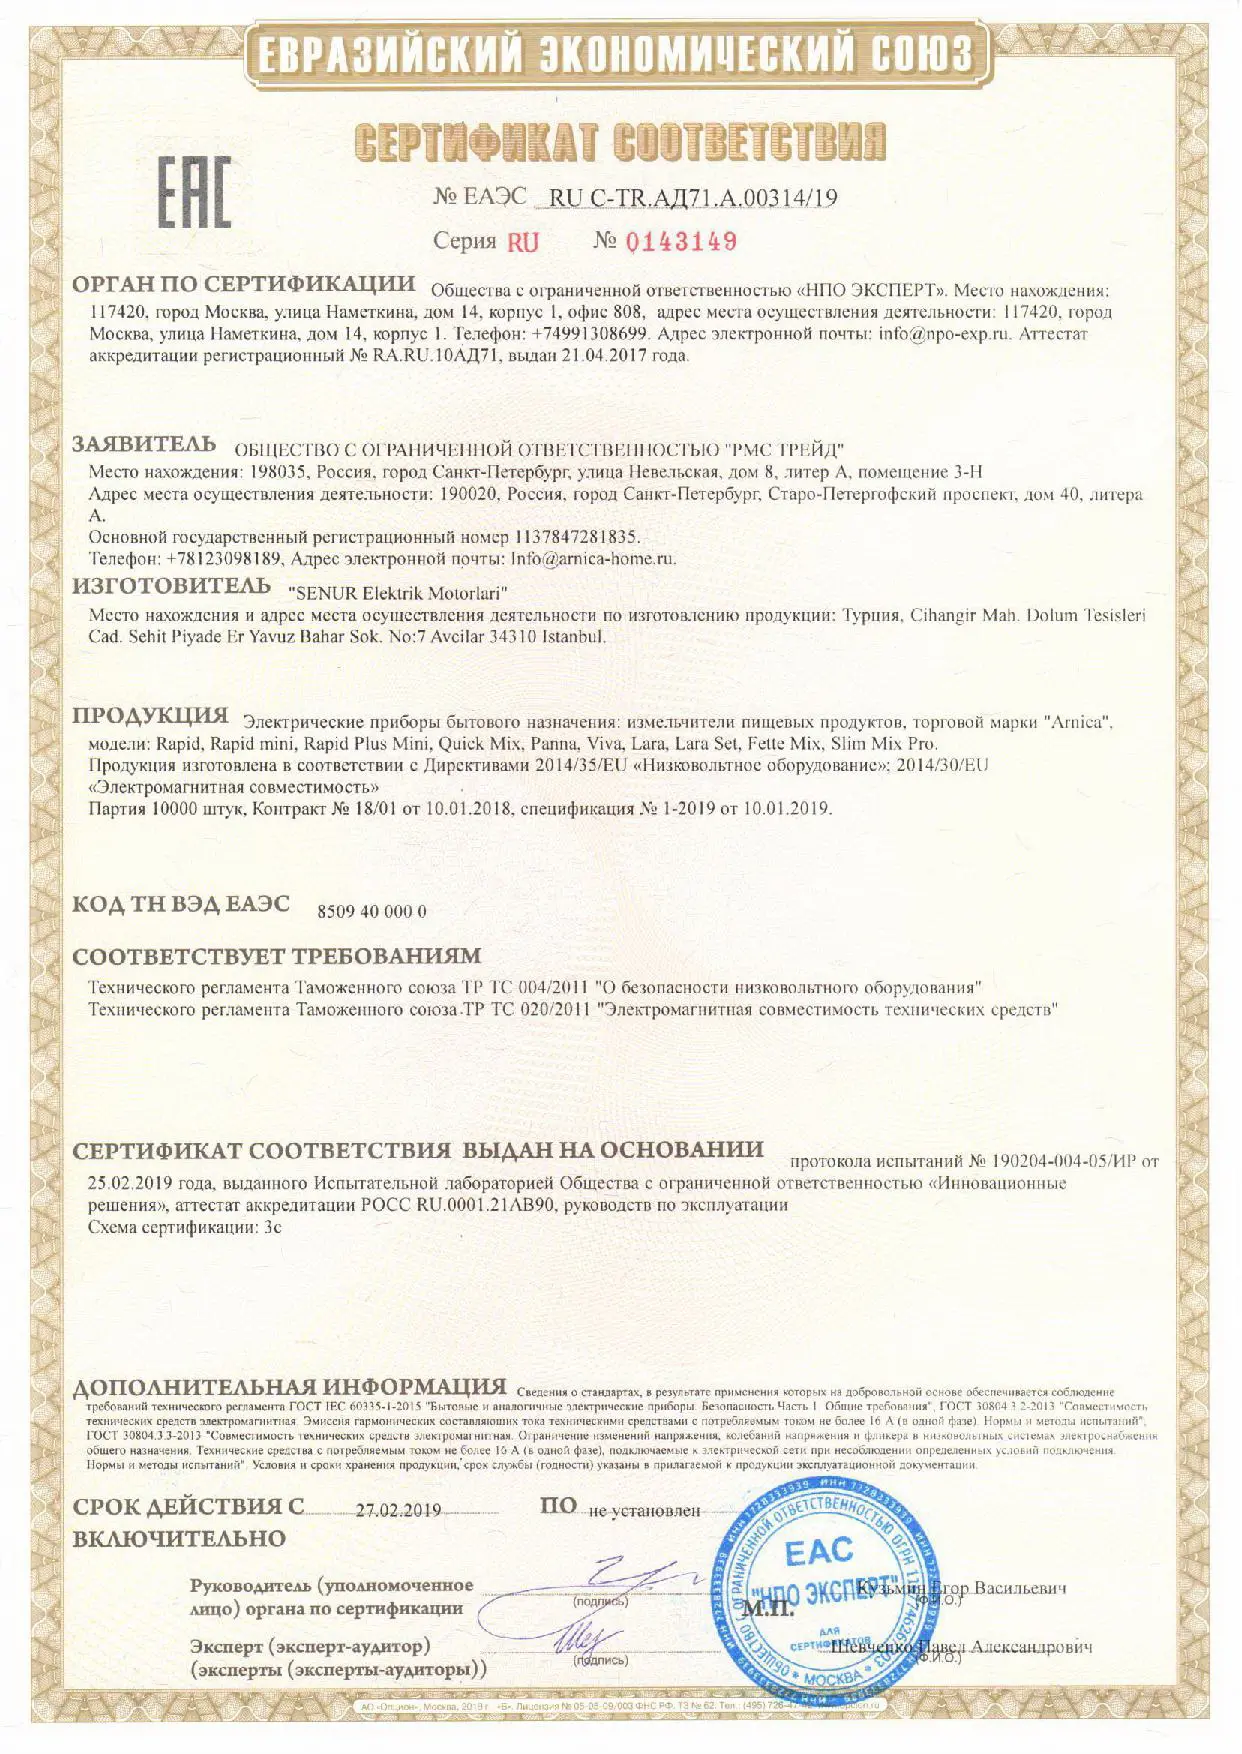 ЕВРАЗИЙСКИЙ ЭКОНОМИЧЕСКИЙ СОЮЗ
СЕРТИФИКАТ СООТВЕТСТВИЯ
ЕАС
№ ЕАЭС RU С-TR.АД71.А.00314/19
Серия RU № 0143149
ОРГАН ПО СЕРТИФИКАЦИИ Общества с ограниченной ответственностью «НПО ЭКСПЕРТ». Место нахождения:
117420, город Москва, улица Наметкина, дом 14, корпус 1, офис 808, адрес места осуществления деятельности: 117420, город
Москва, улица Наметкина, дом 14, корпус 1. Телефон: +74991308699. Адрес электронной почты: info@npo-exp.ru. Аттестат
аккредитации регистрационный № RA.RU.10АД71, выдан 21.04.2017 года.
ЗАЯВИТЕЛЬ ОБЩЕСТВО С ОГРАНИЧЕННОЙ ОТВЕТСТВЕННОСТЬЮ "РМС ТРЕЙД"
Место нахождения: 198035, Россия, город Санкт-Петербург, улица Невельская, дом 8, литер А, помещение 3-Н
Адрес места осуществления деятельности: 190020, Россия, город Санкт-Петербург, Старо-Петергофский проспект, дом 40, литера
А.
Основной государственный регистрационный номер 1137847281835.
Телефон: +78123098189, Адрес электронной почты: Info@arnica-home.ru.
ИЗГОТОВИТЕЛЬ "SENUR Elektrik Motorlari"
Место нахождения и адрес места осуществления деятельности по изготовлению продукции: Турция, Cihangir Mah. Dolum Tesisleri
Cad. Sehit Piyade Er Yavuz Bahar Sok. No:7 Avcilar 34310 Istanbul.
ПРОДУКЦИЯ Электрические приборы бытового назначения: измельчители пищевых продуктов, торговой марки "Arnica",
модели: Rapid, Rapid mini, Rapid Plus Mini, Quick Mix, Panna, Viva, Lara, Lara Set, Fette Mix, Slim Mix Pro.
Продукция изготовлена в соответствии с Директивами 2014/35/EU «Низковольтное оборудование»; 2014/30/EU
«Электромагнитная совместимость»
Партия 10000 штук, Контракт № 18/01 от 10.01.2018, спецификация № 1-2019 от 10.01.2019.
КОД ТН ВЭД ЕАЭС 8509 40 000 0
СООТВЕТСТВУЕТ ТРЕБОВАНИЯМ
Технического регламента Таможенного союза ТР ТС 004/2011 "О безопасности низковольтного оборудования"
Технического регламента Таможенного союза ТР ТС 020/2011 "Электромагнитная совместимость технических средств"
СЕРТИФИКАТ СООТВЕТСТВИЯ ВЫДАН НА ОСНОВАНИИ протокола испытаний № 190204-004-05/ИР от
25.02.2019 года, выданного Испытательной лабораторией Общества с ограниченной ответственностью «Инновационные
решения», аттестат аккредитации РОСС RU.0001.21АВ90, руководств по эксплуатации
Схема сертификации: 3с
ДОПОЛНИТЕЛЬНАЯ ИНФОРМАЦИЯ Сведения о стандартах, в результате применения которых на добровольной основе обеспечивается соблюдение
требований технического регламента ГОСТ IEC 60335-1-2015 "Бытовые и аналогичные электрические приборы. Безопасность Часть 1. Общие требования", ГОСТ 30804.3.2-2013 "Совместимость
технических средств электромагнитная. Эмиссия гармонических составляющих тока техническими средствами с потребляемым током не более 16 А (в одной фазе). Нормы и методы испытаний",
ГОСТ 30804.3.3-2013 "Совместимость технических средств электромагнитная. Ограничение изменений напряжения, колебаний напряжения и фликера в низковольтных системах электроснабжения
общего назначения. Технические средства с потребляемым током не более 16 А (в одной фазе), подключаемые к электрической сети при несоблюдении определенных условий подключения.
Нормы и методы испытаний". Условия и сроки хранения продукции, срок службы (годности) указаны в прилагаемой к продукции эксплуатационной документации.
СРОК ДЕЙСТВИЯ С 27.02.2019 ПО не установлен
ВКЛЮЧИТЕЛЬНО
Руководитель (уполномоченное
лицо) органа по сертификации
(подпись)
М.П.
Кузьмин Егор Васильевич
(Ф.И.О.)
Эксперт (эксперт-аудитор)
(эксперты (эксперты-аудиторы))
(подпись)
Шевченко Павел Александрович
(Ф.И.О.)
ЕАС
"НПО ЭКСПЕРТ"
ДЛЯ
СЕРТИФИКАТОВ
ОБЩЕСТВО С ОГРАНИЧЕННОЙ ОТВЕТСТВЕННОСТЬЮ ОГРН
* МОСКВА *
ИНН 7728333939
АО «Опцион», Москва, 2018 г. «Б». Лицензия № 05-05-09/003 ФНС РФ. ТЗ № 62. Тел.: (495) 726